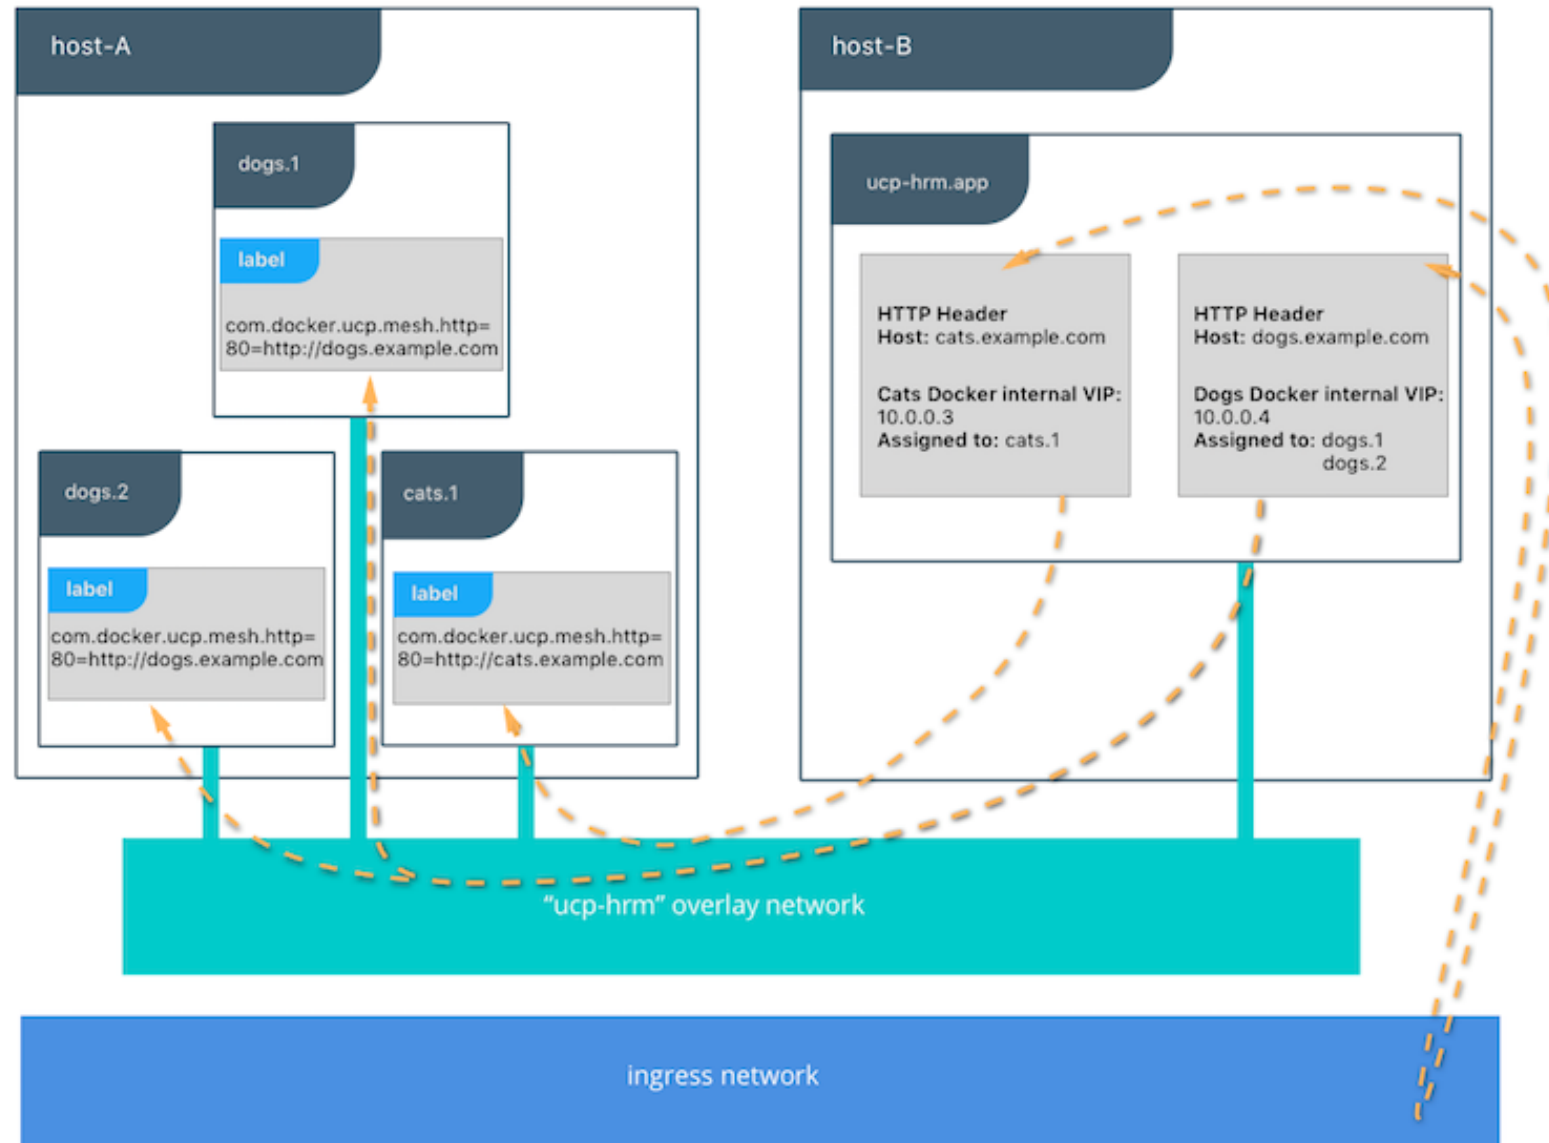 host-A
dogs.1
label
com.docker.ucp.mesh.http=
80=http://dogs.example.com
dogs.2
label
com.docker.ucp.mesh.http=
80=http://dogs.example.com
cats.1
label
com.docker.ucp.mesh.http=
80=http://cats.example.com
host-B
ucp-hrm.app
HTTP Header
Host: cats.example.com
Cats Docker internal VIP:
10.0.0.3
Assigned to: cats.1
HTTP Header
Host: dogs.example.com
Dogs Docker internal VIP:
10.0.0.4
Assigned to: dogs.1
dogs.2
“ucp-hrm” overlay network
ingress network